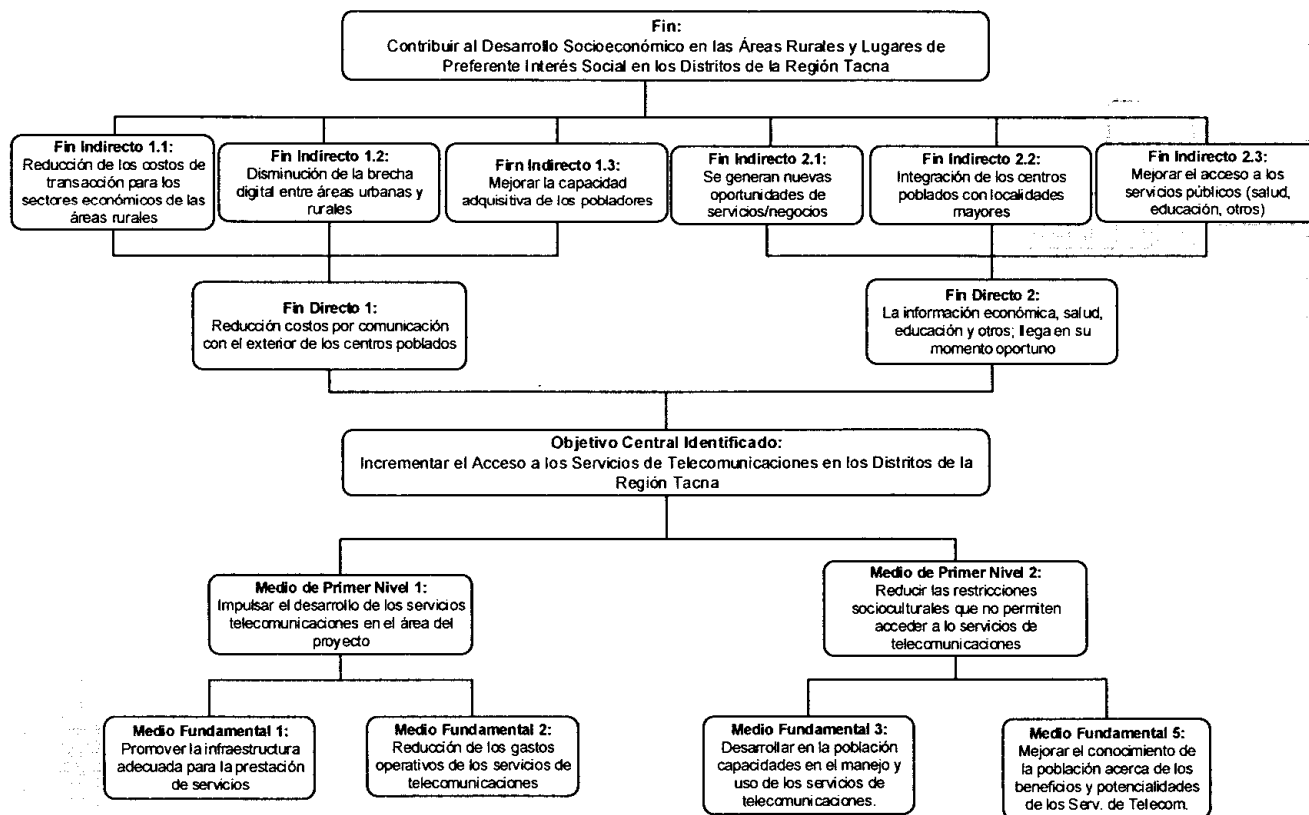 Fin:
Contribuir al Desarrollo Socioeconómico en las Áreas Rurales y Lugares de
Preferente Interés Social en los Distritos de la Región Tacna
Fin Indirecto 1.1:
Reducción de los costos de
transacción para los
sectores económicos de las
áreas rurales
Fin Indirecto 1.2:
Disminución de la brecha
digital entre áreas urbanas y
rurales
Firn Indirecto 1.3:
Mejorar la capacidad
adquisitiva de los pobladores
Fin Indirecto 2.1:
Se generan nuevas
oportunidades de
servicios/negocios
Fin Indirecto 2.2:
Integración de los centros
poblados con localidades
mayores
Fin Indirecto 2.3:
Mejorar el acceso a los
servicios públicos (salud,
educación, otros)
Fin Directo 1:
Reducción costos por comunicación
con el exterior de los centros poblados
Fin Directo 2:
La información económica, salud,
educación y otros; llega en su
momento oportuno
Objetivo Central Identificado:
Incrementar el Acceso a los Servicios de Telecomunicaciones en los Distritos de la
Región Tacna
Medio de Primer Nivel 1:
Impulsar el desarrollo de los servicios
telecomunicaciones en el área del
proyecto
Medio de Primer Nivel 2:
Reducir las restricciones
socioculturales que no permiten
acceder a lo servicios de
telecomunicaciones
Medio Fundamental 1:
Promover la infraestructura
adecuada para la prestación
de servicios
Medio Fundamental 2:
Reducción de los gastos
operativos de los servicios de
telecomunicaciones
Medio Fundamental 3:
Desarrollar en la población
capacidades en el manejo y
uso de los servicios de
telecomunicaciones.
Medio Fundamental 5:
Mejorar el conocimiento de
la población acerca de los
beneficios y potencialidades
de los Serv. de Telecom.